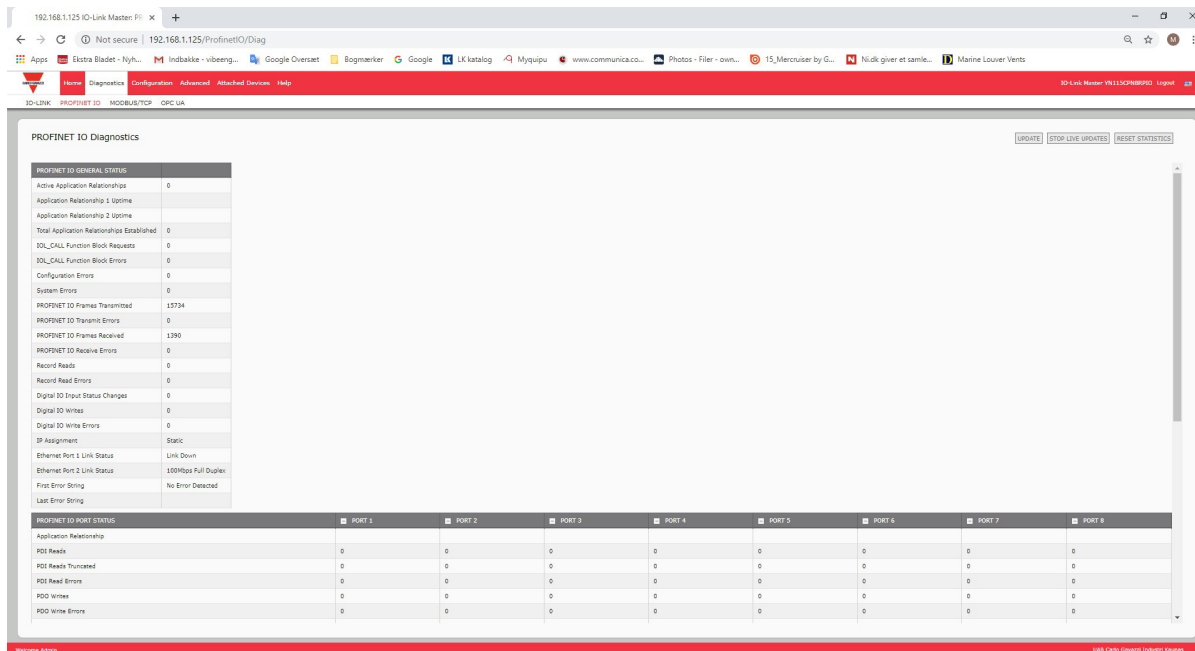 192.168.1.125 IO-Link Master: PR
Not secure | 192.168.1.125/ProfinetIO/Diag
Apps Ekstra Bladet - Nyh... Indbakke - vibeeng... Google Oversæt Bogmærker Google LK katalog Myquipu www.communica.co... Photos - Filer - own... 15_Mercruiser by G... Ni.dk giver et samle... Marine Louver Vents
Home Diagnostics Configuration Advanced Attached Devices Help IO-Link Master YN115CPN8RPIO Logout
IO-LINK PROFINET IO MODBUS/TCP OPC UA
PROFINET IO Diagnostics UPDATE STOP LIVE UPDATES RESET STATISTICS
PROFINET IO GENERAL STATUS
Active Application Relationships 0
Application Relationship 1 Uptime
Application Relationship 2 Uptime
Total Application Relationships Established 0
IOL_CALL Function Block Requests 0
IOL_CALL Function Block Errors 0
Configuration Errors 0
System Errors 0
PROFINET IO Frames Transmitted 15734
PROFINET IO Transmit Errors 0
PROFINET IO Frames Received 1390
PROFINET IO Receive Errors 0
Record Reads 0
Record Read Errors 0
Digital IO Input Status Changes 0
Digital IO Writes 0
Digital IO Write Errors 0
IP Assignment Static
Ethernet Port 1 Link Status Link Down
Ethernet Port 2 Link Status 100Mbps Full Duplex
First Error String No Error Detected
Last Error String
PROFINET IO PORT STATUS PORT 1 PORT 2 PORT 3 PORT 4 PORT 5 PORT 6 PORT 7 PORT 8
Application Relationship
PDI Reads 0 0 0 0 0 0 0 0
PDI Reads Truncated 0 0 0 0 0 0 0 0
PDI Read Errors 0 0 0 0 0 0 0 0
PDO Writes 0 0 0 0 0 0 0 0
PDO Write Errors 0 0 0 0 0 0 0 0
Welcome Admin UAB Carlo Gavazzi Industri Kaunas